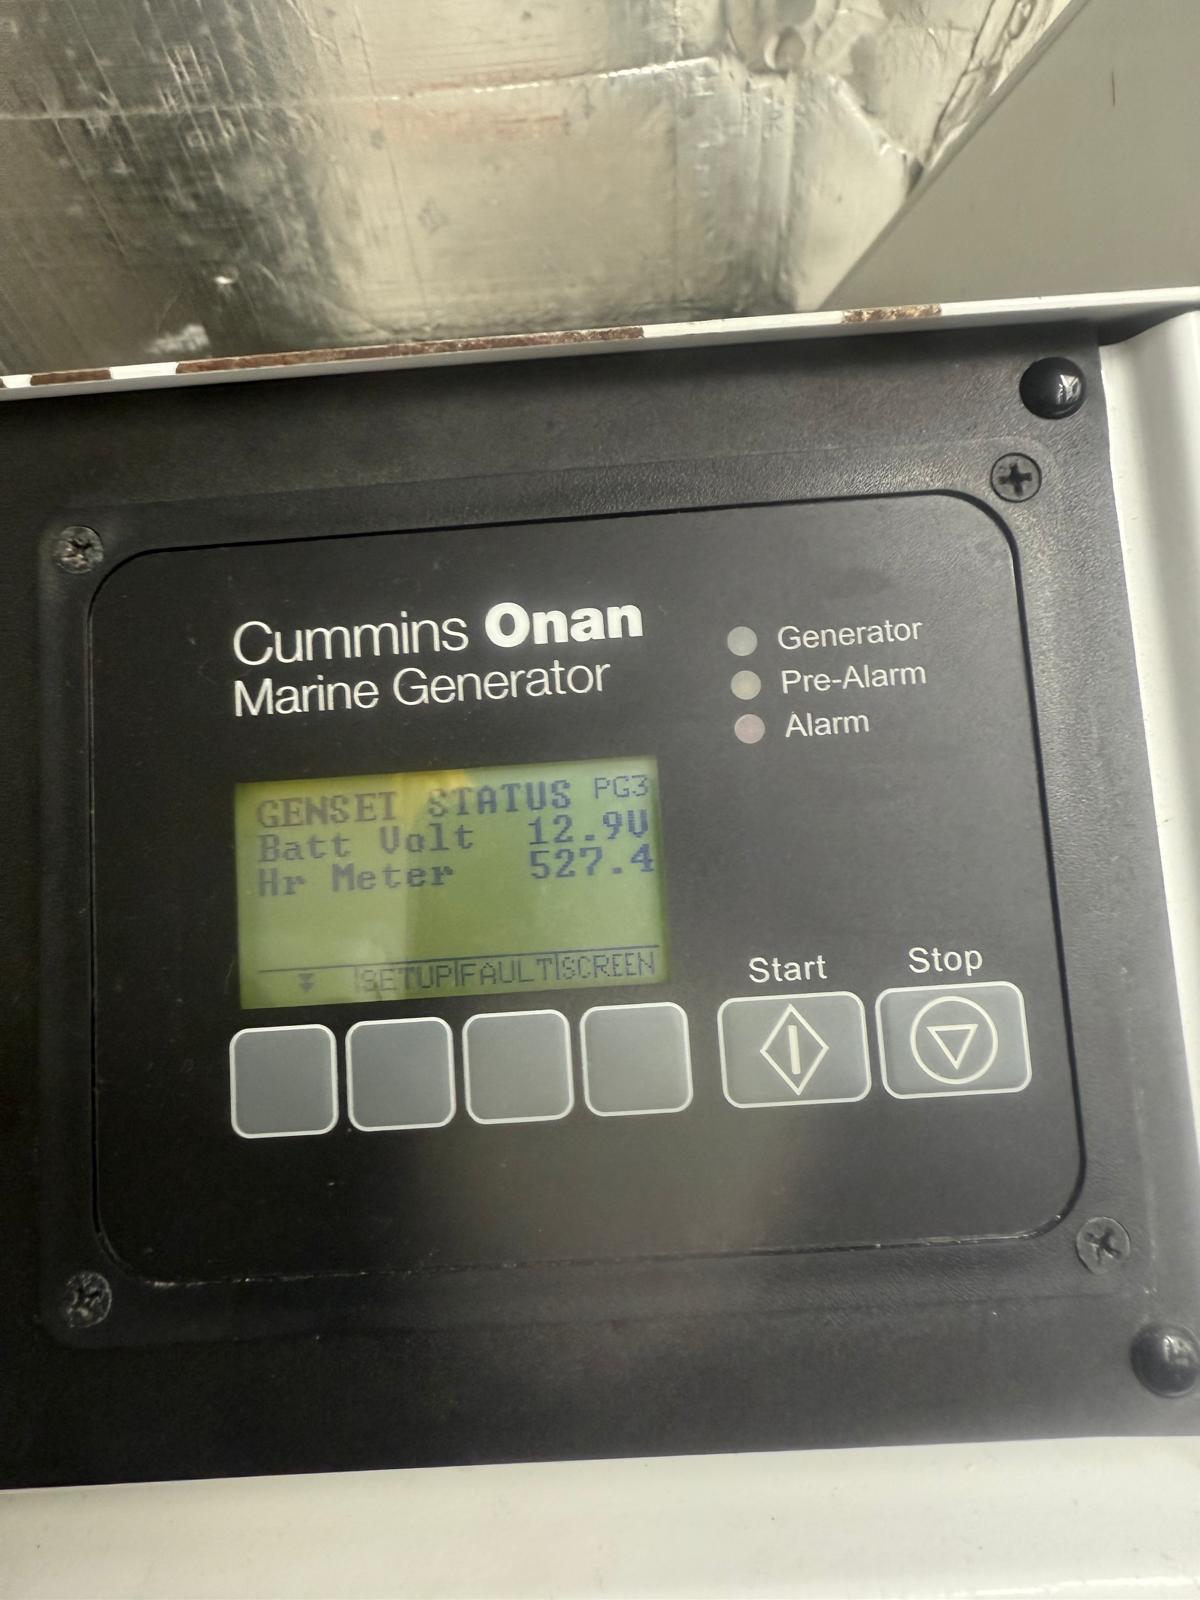 Cummins Onan
Marine Generator
Generator
Pre-Alarm
Alarm
GENSET STATUS PG3
Batt Volt 12.9V
Hr Meter 527.4
SETUP FAULT SCREEN
Start
Stop